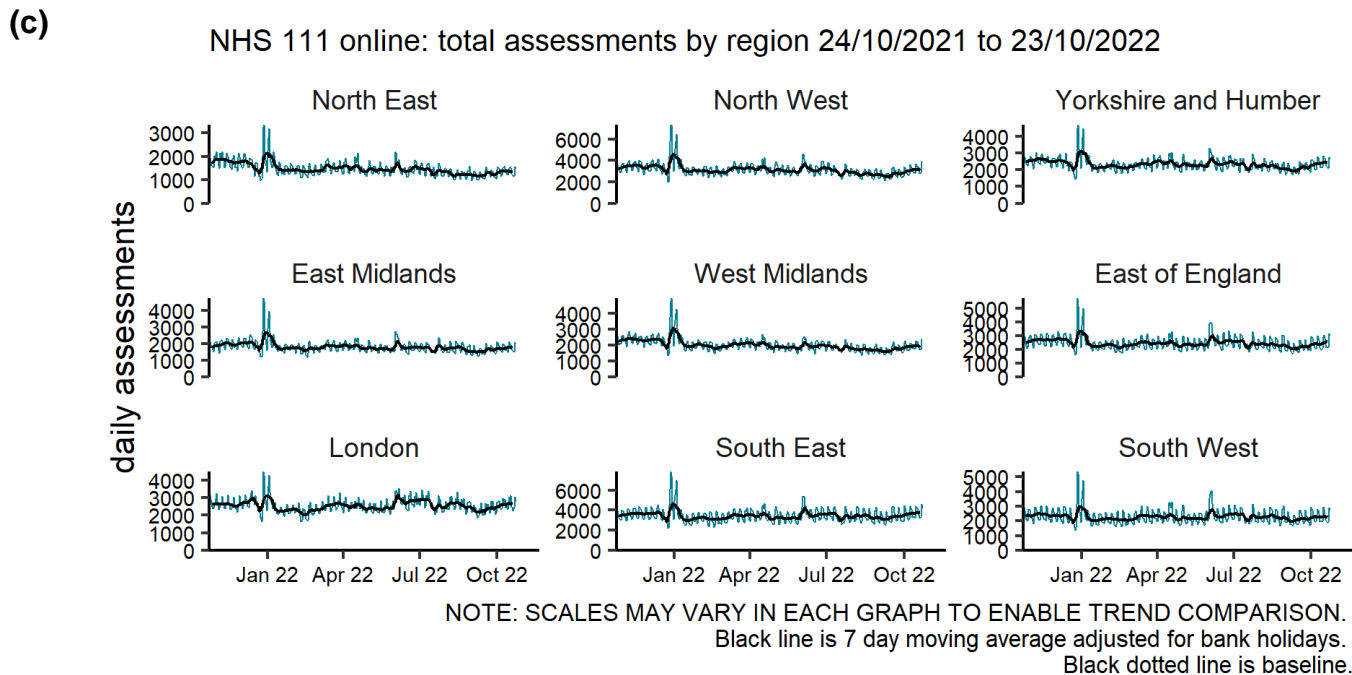 (c)
NHS 111 online: total assessments by region 24/10/2021 to 23/10/2022
daily assessments
North East
3000
2000
1000
0
North West
6000
4000
2000
0
Yorkshire and Humber
4000
3000
2000
1000
0
East Midlands
4000
3000
2000
1000
0
West Midlands
4000
3000
2000
1000
0
East of England
5000
4000
3000
2000
1000
0
London
4000
3000
2000
1000
0
Jan 22 Apr 22 Jul 22 Oct 22
South East
6000
4000
2000
0
Jan 22 Apr 22 Jul 22 Oct 22
South West
5000
4000
3000
2000
1000
0
Jan 22 Apr 22 Jul 22 Oct 22
NOTE: SCALES MAY VARY IN EACH GRAPH TO ENABLE TREND COMPARISON.
Black line is 7 day moving average adjusted for bank holidays.
Black dotted line is baseline.